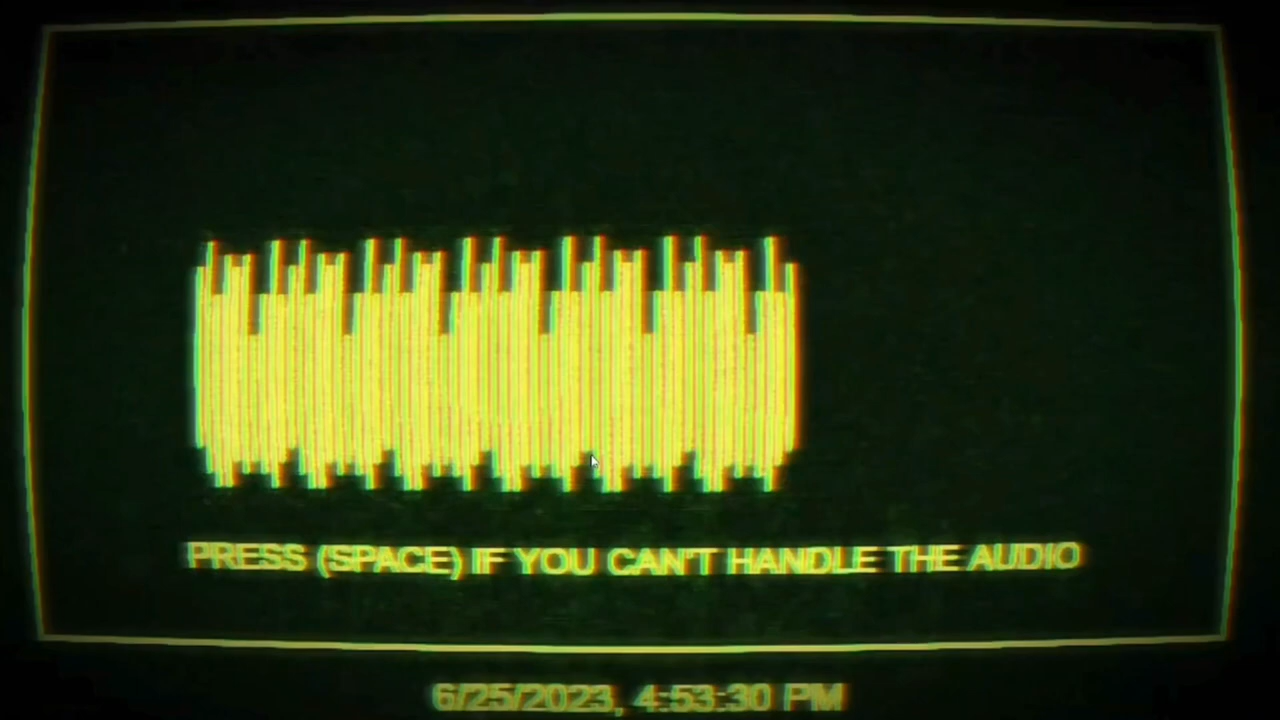 PRESS (SPACE) IF YOU CAN'T HANDLE THE AUDIO
6/25/2023, 4:53:30 PM